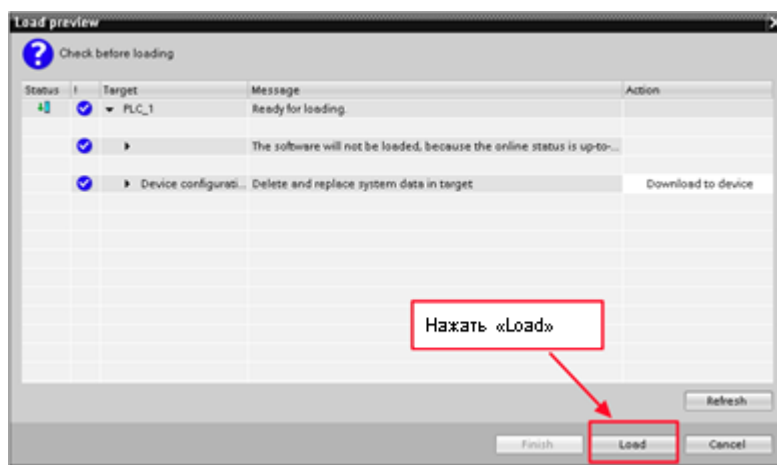 Load preview
Check before loading
Status ! Target Message Action
PLC_1 Ready for loading.
The software will not be loaded, because the online status is up-to-...
Device configurati... Delete and replace system data in target Download to device
Нажать «Load»
Refresh
Finish Load Cancel